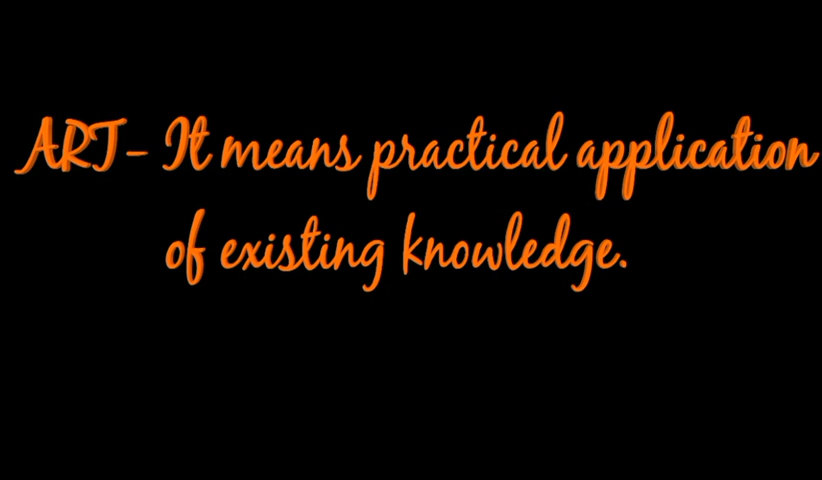 ART- It means practical application
of existing knowledge.